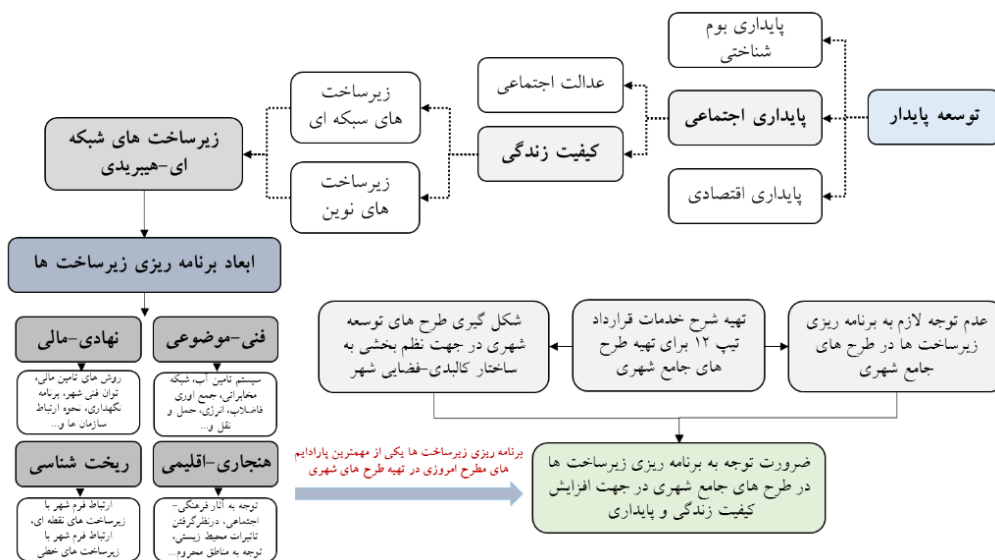 توسعه پایدار
پایداری بوم
شناختی
پایداری اجتماعی
پایداری اقتصادی
عدالت اجتماعی
کیفیت زندگی
زیرساخت
های سبکه ای
زیرساخت
های نوین
زیرساخت های شبکه
ای-هیبریدی
ابعاد برنامه ریزی زیرساخت ها
فنی-موضوعی
سیستم تامین آب، شبکه
مخابراتی، جمع اوری
فاضلاب، انرژی، حمل و
نقل و...
نهادی-مالی
روش های تامین مالی،
توان فنی شهر، برنامه
نگهداری، نحوه ارتباط
سازمان ها و...
هنجاری-اقلیمی
توجه به آثار فرهنگی-
اجتماعی، درنظرگرفتن
تاثیرات محیط زیستی،
توجه به مناطق محروم...
ریخت شناسی
ارتباط فرم شهر با
زیرساخت های نقطه ای،
ارتباط فرم شهر با
زیرساخت های خطی
عدم توجه لازم به برنامه ریزی
زیرساخت ها در طرح های
جامع شهری
تهیه شرح خدمات قرارداد
تیپ ۱۲ برای تهیه طرح
های جامع شهری
شکل گیری طرح های توسعه
شهری در جهت نظم بخشی به
ساختار کالبدی-فضایی شهر
برنامه ریزی زیرساخت ها یکی از مهمترین پارادایم
های مطرح امروزی در تهیه طرح های شهری
ضرورت توجه به برنامه ریزی زیرساخت ها
در طرح های جامع شهری در جهت افزایش
کیفیت زندگی و پایداری